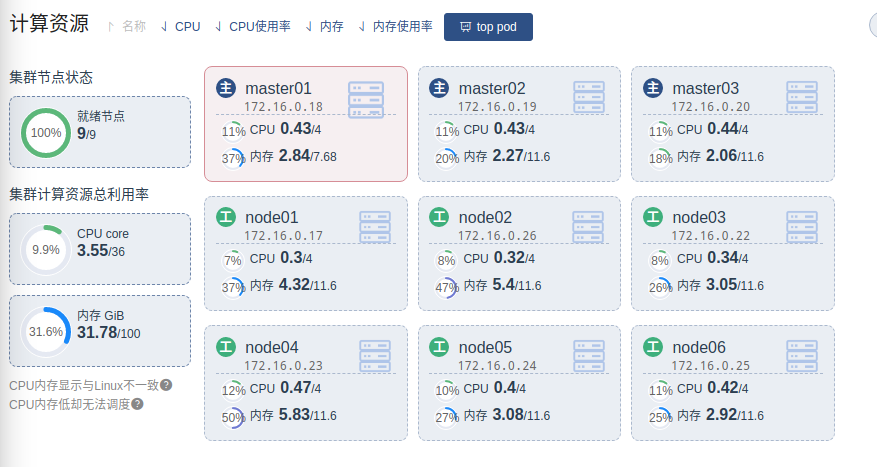 计算资源 名称 CPU CPU使用率 内存 内存使用率 top pod
集群节点状态
100% 就绪节点
9/9
集群计算资源总利用率
9.9% CPU core
3.55/36
31.6% 内存 GiB
31.78/100
CPU内存显示与Linux不一致?
CPU内存低却无法调度?
主 master01
172.16.0.18
11% CPU 0.43/4
37% 内存 2.84/7.68
主 master02
172.16.0.19
11% CPU 0.43/4
20% 内存 2.27/11.6
主 master03
172.16.0.20
11% CPU 0.44/4
18% 内存 2.06/11.6
工 node01
172.16.0.17
7% CPU 0.3/4
37% 内存 4.32/11.6
工 node02
172.16.0.26
8% CPU 0.32/4
47% 内存 5.4/11.6
工 node03
172.16.0.22
8% CPU 0.34/4
26% 内存 3.05/11.6
工 node04
172.16.0.23
12% CPU 0.47/4
50% 内存 5.83/11.6
工 node05
172.16.0.24
10% CPU 0.4/4
27% 内存 3.08/11.6
工 node06
172.16.0.25
11% CPU 0.42/4
25% 内存 2.92/11.6